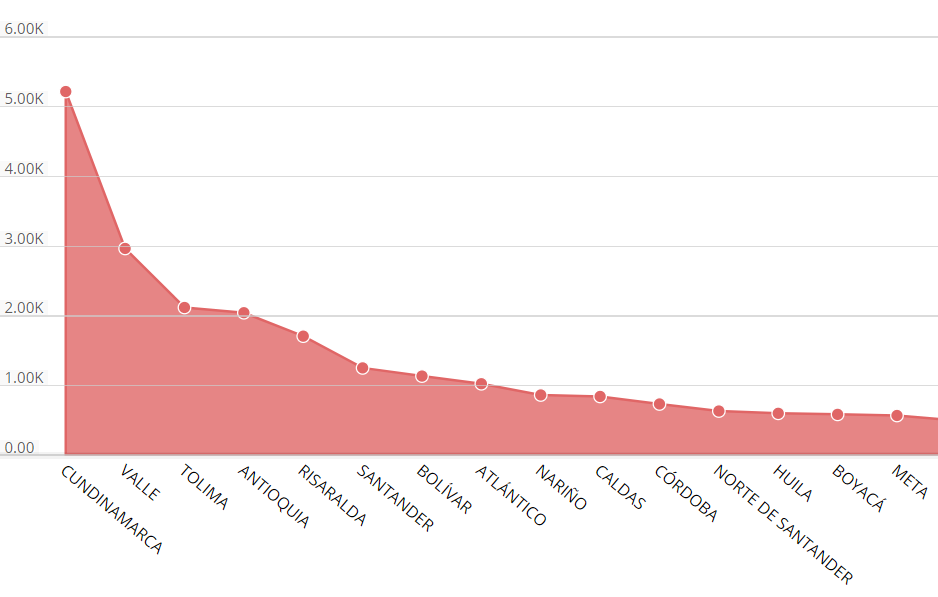 6.00K
5.00K
4.00K
3.00K
2.00K
1.00K
0.00
CUNDINAMARCA
VALLE
TOLIMA
ANTIOQUIA
RISARALDA
SANTANDER
BOLÍVAR
ATLÁNTICO
NARIÑO
CALDAS
CÓRDOBA
NORTE DE SANTANDER
HUILA
BOYACÁ
META